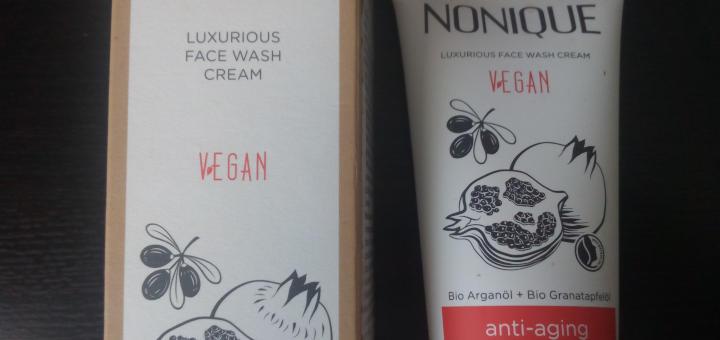 LUXURIOUS
FACE WASH
CREAM
VEGAN
NONIQUE
LUXURIOUS FACE WASH CREAM
VEGAN
Bio Arganöl + Bio Granatapfelöl
anti-aging